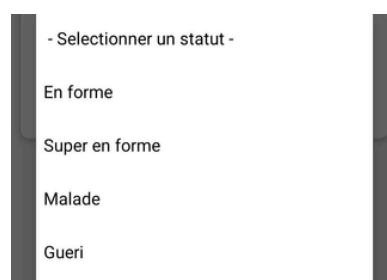 - Selectionner un statut -
En forme
Super en forme
Malade
Gueri